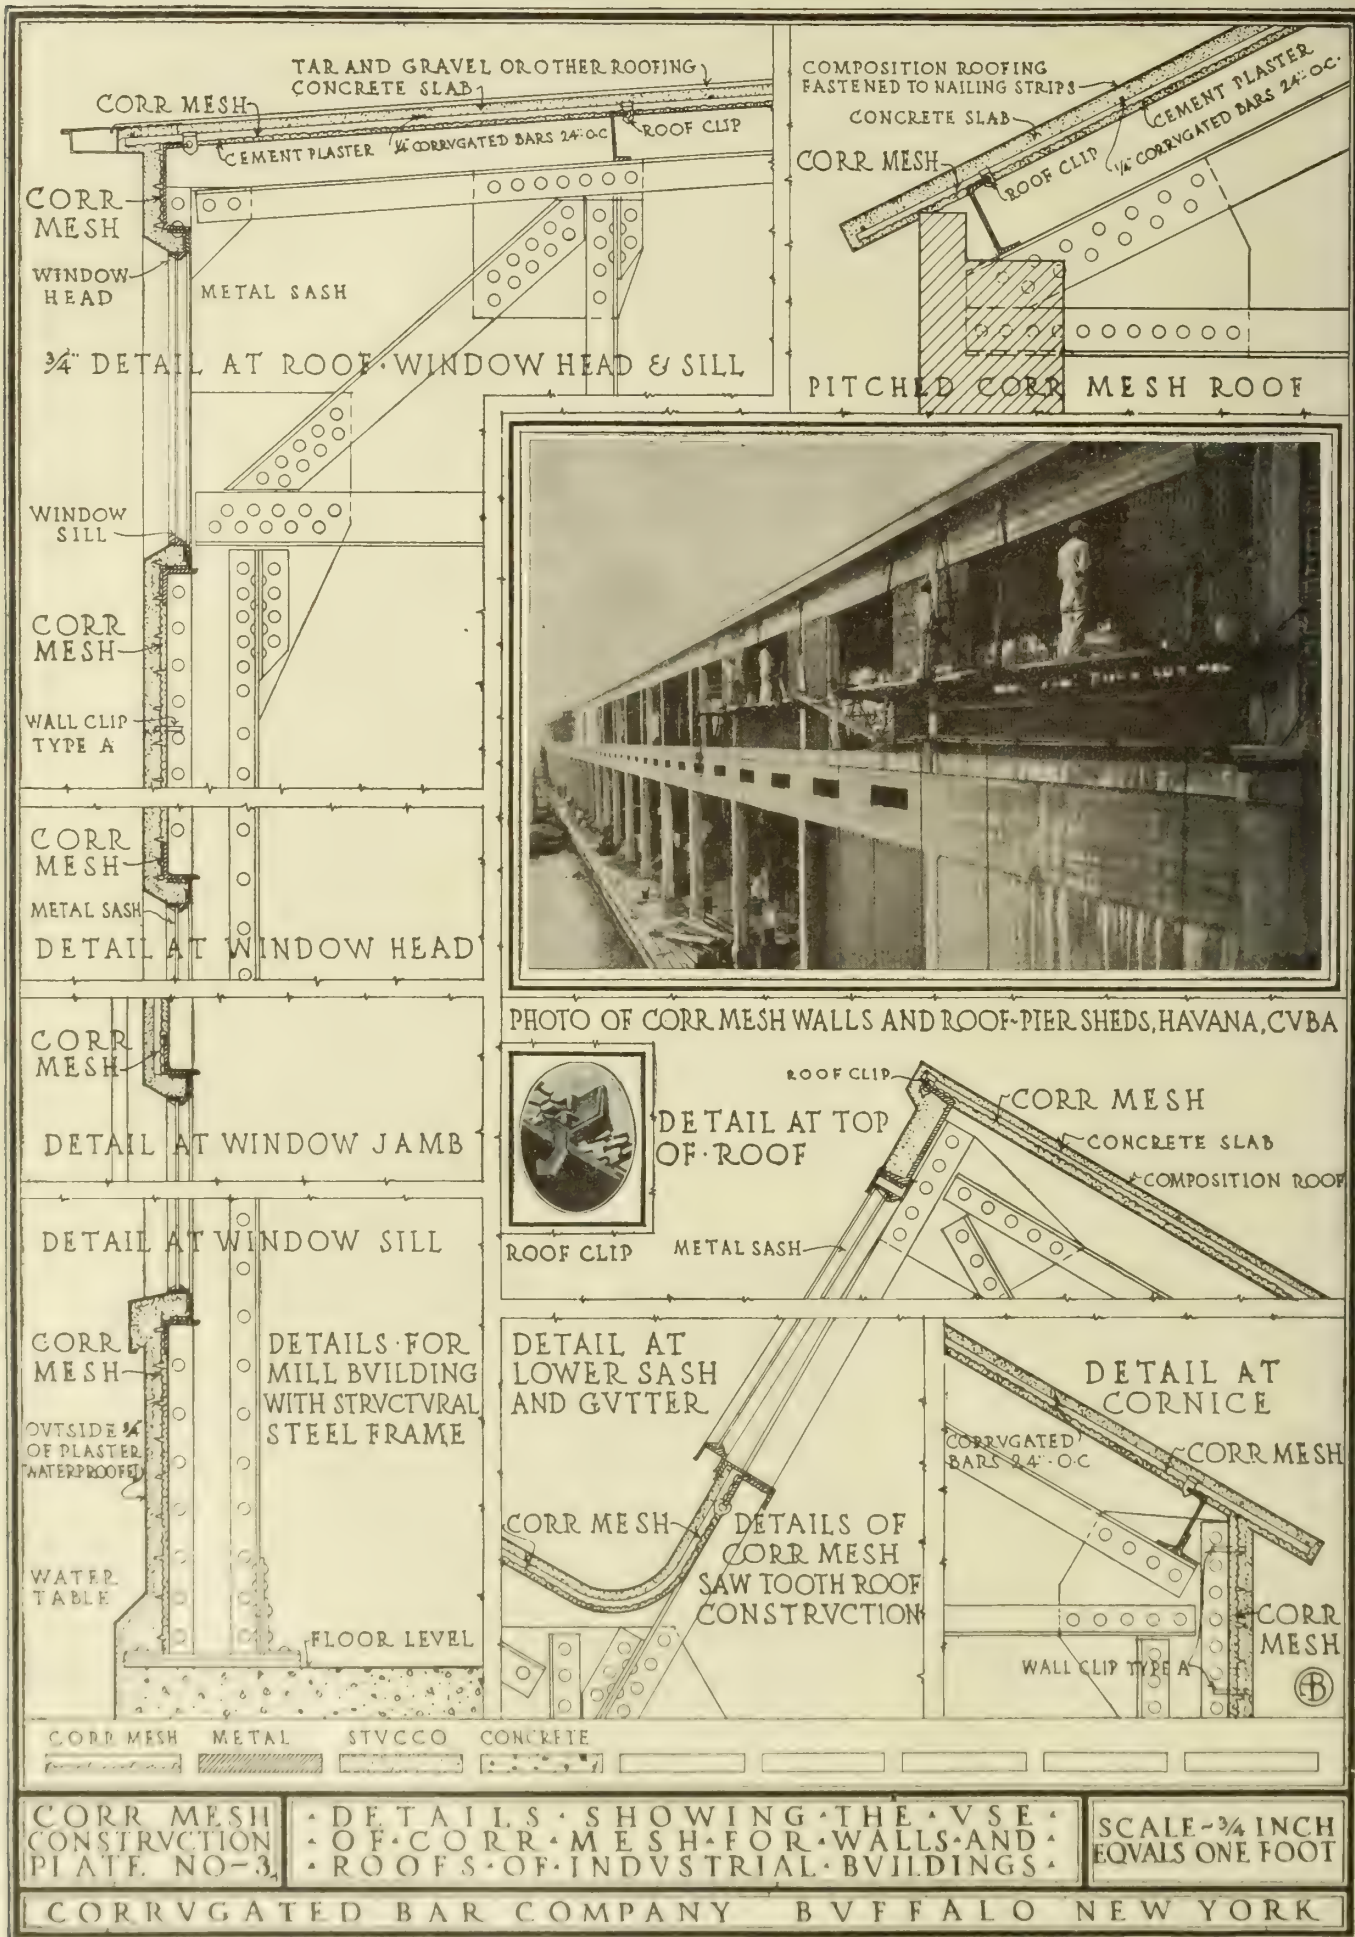 TAR AND GRAVEL OR OTHER ROOFING
CONCRETE SLAB
CORR MESH
CEMENT PLASTER
¼" CORRVGATED BARS 24" O-C
ROOF CLIP
CORR
MESH
WINDOW
HEAD
METAL SASH
¾" DETAIL AT ROOF · WINDOW HEAD & SILL
WINDOW
SILL
CORR
MESH
WALL CLIP
TYPE A
COMPOSITION ROOFING
FASTENED TO NAILING STRIPS
CONCRETE SLAB
CORR MESH
ROOF CLIP
CEMENT PLASTER
¼" CORRVGATED BARS 24" O-C.
PITCHED CORR MESH ROOF
CORR
MESH
METAL SASH
DETAIL AT WINDOW HEAD
CORR
MESH
DETAIL AT WINDOW JAMB
DETAIL AT WINDOW SILL
CORR
MESH
OVTSIDE ¾"
OF PLASTER
WATERPROOFED
WATER
TABLE
DETAILS · FOR
MILL BVILDING
WITH STRVCTVRAL
STEEL FRAME
FLOOR LEVEL
PHOTO OF CORR MESH WALLS AND ROOF-PIER SHEDS, HAVANA, CVBA
ROOF CLIP
DETAIL AT TOP
OF · ROOF
ROOF CLIP
CORR MESH
CONCRETE SLAB
COMPOSITION ROOF
METAL SASH
DETAIL AT
LOWER SASH
AND GVTTER
CORR MESH
DETAILS OF
CORR MESH
SAW TOOTH ROOF
CONSTRVCTION
DETAIL AT
CORNICE
CORRVGATED
BARS 24" · O-C
CORR MESH
CORR
MESH
WALL CLIP TYPE A
CORR MESH METAL STVCCO CONCRETE
CORR MESH
CONSTRVCTION
PLATE NO-3
· DETAILS · SHOWING · THE · VSE ·
· OF · CORR · MESH · FOR · WALLS · AND ·
· ROOFS · OF · INDVSTRIAL · BVILDINGS ·
SCALE ~ ¾ INCH
EQVALS ONE FOOT
CORRVGATED BAR COMPANY BVFFALO NEW YORK